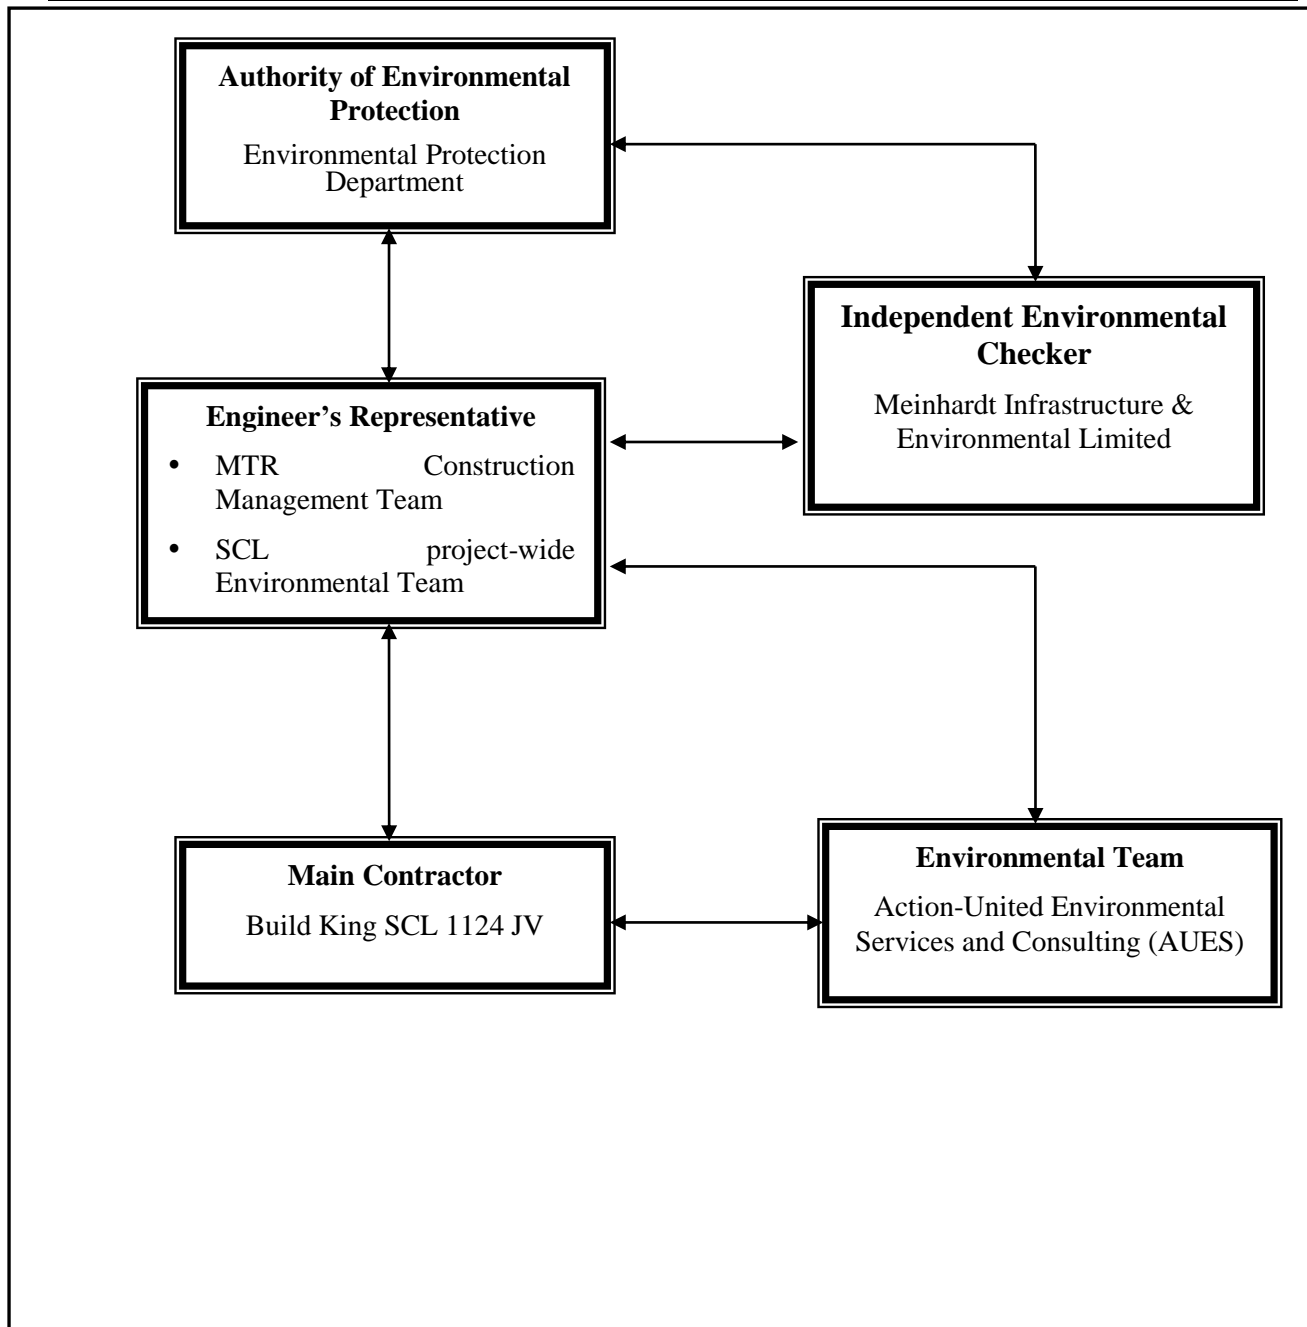 Authority of Environmental
Protection
Environmental Protection
Department
Independent Environmental
Checker
Meinhardt Infrastructure &
Environmental Limited
Engineer’s Representative
• MTR Construction
Management Team
• SCL project-wide
Environmental Team
Main Contractor
Build King SCL 1124 JV
Environmental Team
Action-United Environmental
Services and Consulting (AUES)